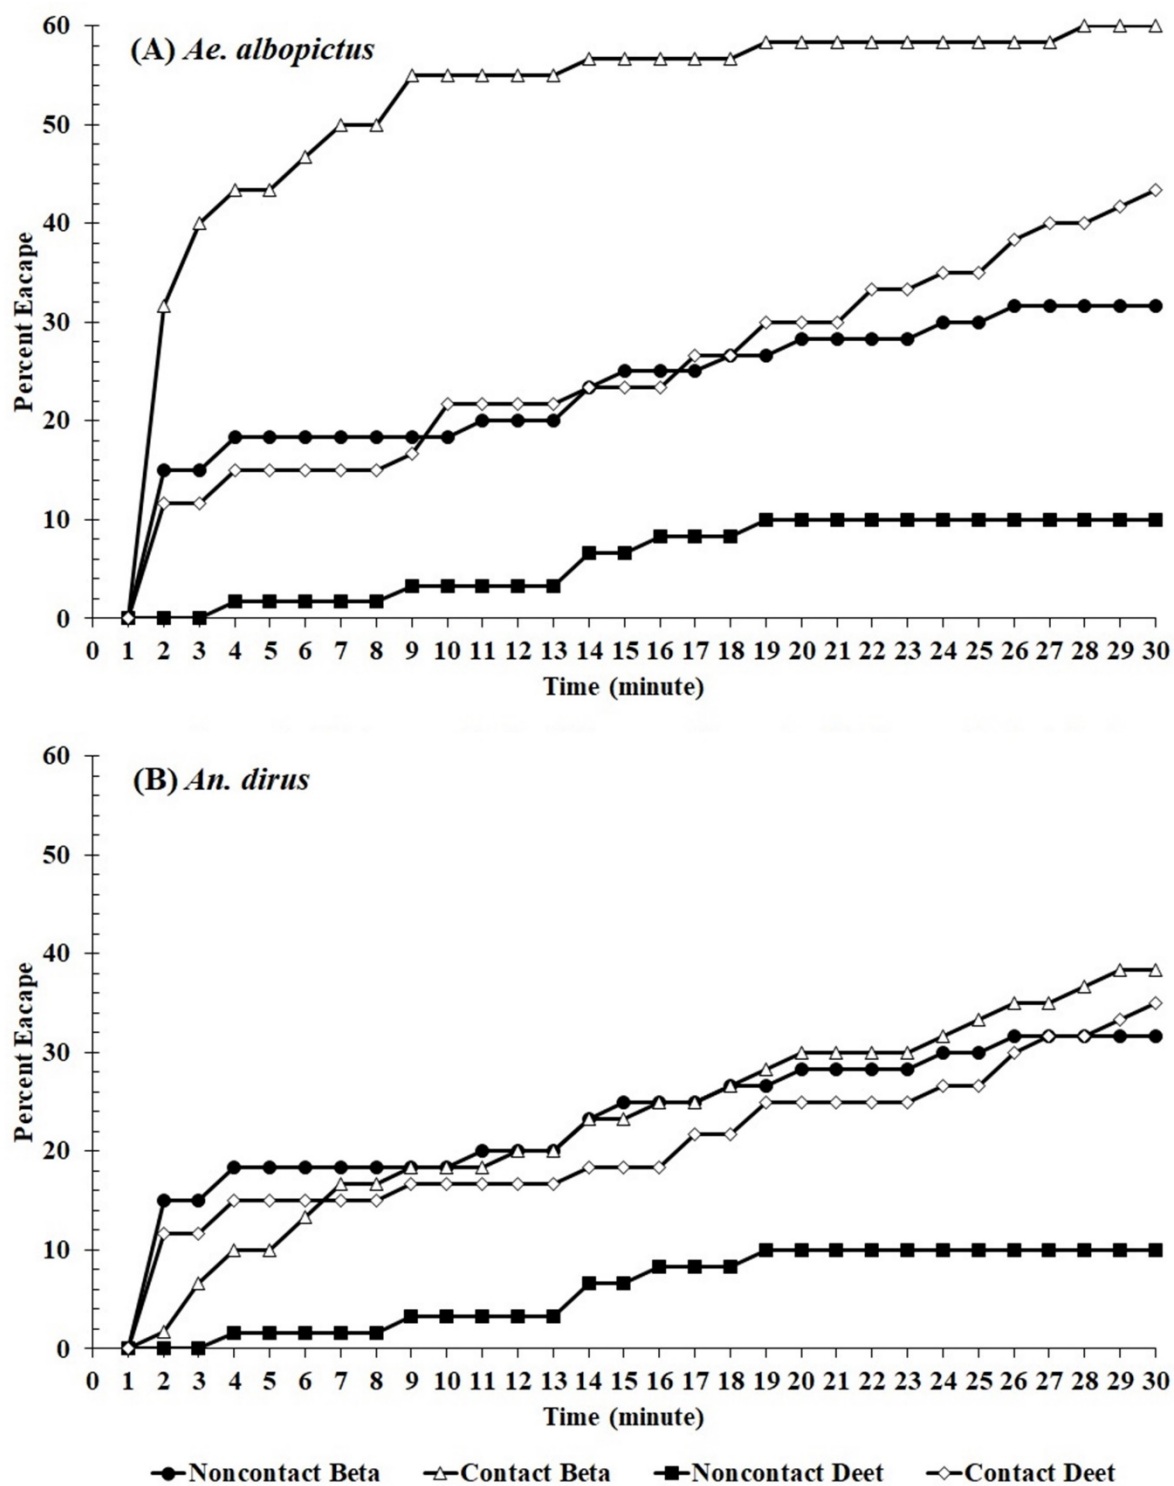 (A) Ae. albopictus
60
50
40
30
20
10
0
Percent Eacape
0 1 2 3 4 5 6 7 8 9 10 11 12 13 14 15 16 17 18 19 20 21 22 23 24 25 26 27 28 29 30
Time (minute)
(B) An. dirus
60
50
40
30
20
10
0
Percent Eacape
0 1 2 3 4 5 6 7 8 9 10 11 12 13 14 15 16 17 18 19 20 21 22 23 24 25 26 27 28 29 30
Time (minute)
Noncontact Beta Contact Beta Noncontact Deet Contact Deet